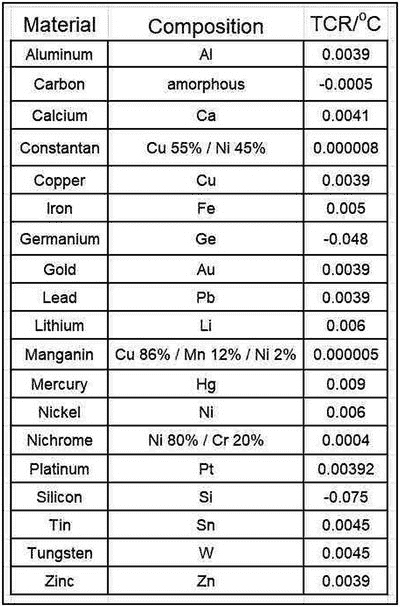 Material Composition TCR/°C
Aluminum Al 0.0039
Carbon amorphous -0.0005
Calcium Ca 0.0041
Constantan Cu 55% / Ni 45% 0.000008
Copper Cu 0.0039
Iron Fe 0.005
Germanium Ge -0.048
Gold Au 0.0039
Lead Pb 0.0039
Lithium Li 0.006
Manganin Cu 86% / Mn 12% / Ni 2% 0.000005
Mercury Hg 0.009
Nickel Ni 0.006
Nichrome Ni 80% / Cr 20% 0.0004
Platinum Pt 0.00392
Silicon Si -0.075
Tin Sn 0.0045
Tungsten W 0.0045
Zinc Zn 0.0039